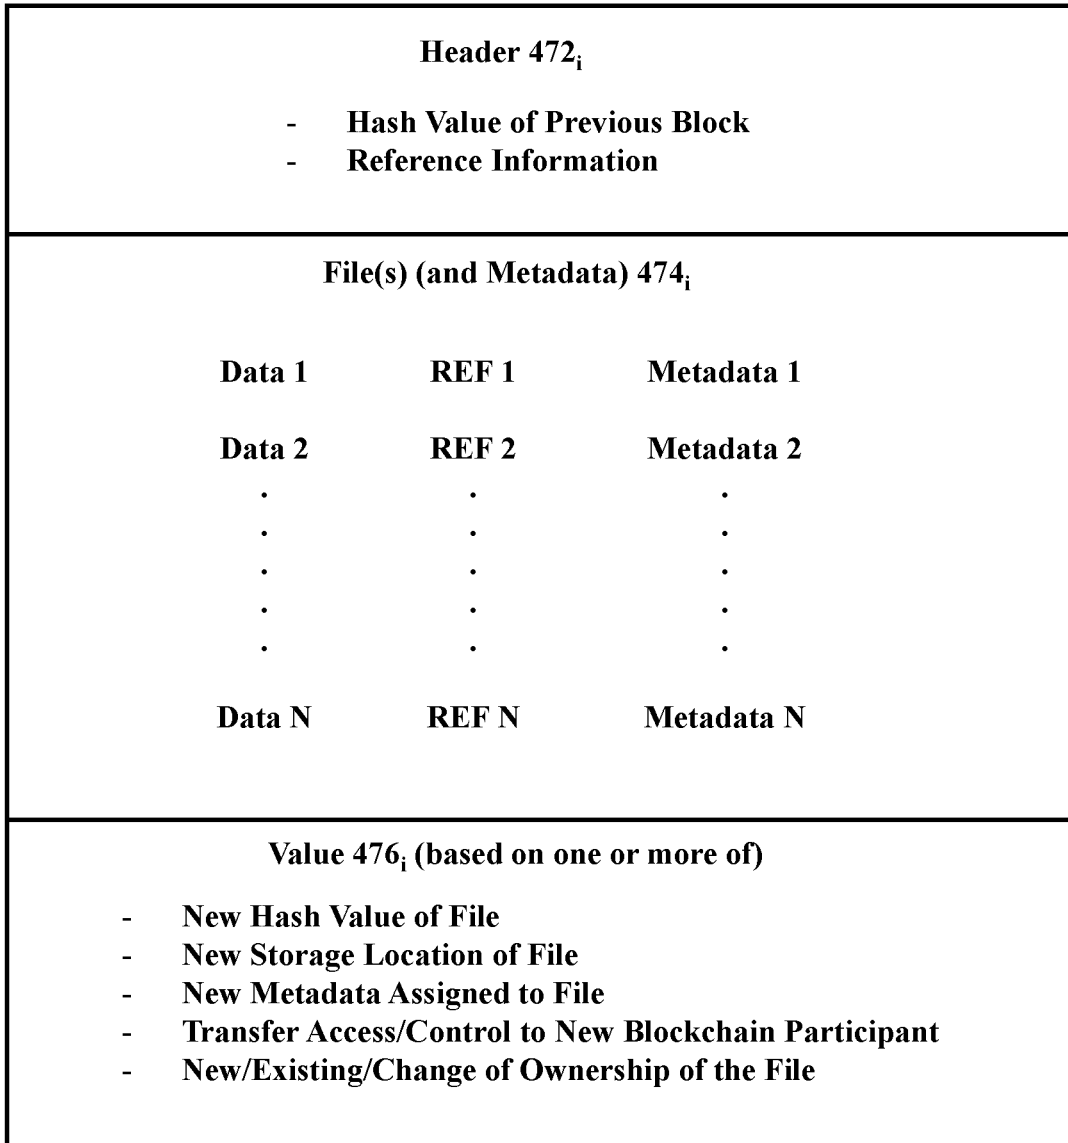 Header 472i
- Hash Value of Previous Block
- Reference Information
File(s) (and Metadata) 474i
Data 1 REF 1 Metadata 1
Data 2 REF 2 Metadata 2
. . .
. . .
. . .
. . .
. . .
Data N REF N Metadata N
Value 476i (based on one or more of)
- New Hash Value of File
- New Storage Location of File
- New Metadata Assigned to File
- Transfer Access/Control to New Blockchain Participant
- New/Existing/Change of Ownership of the File